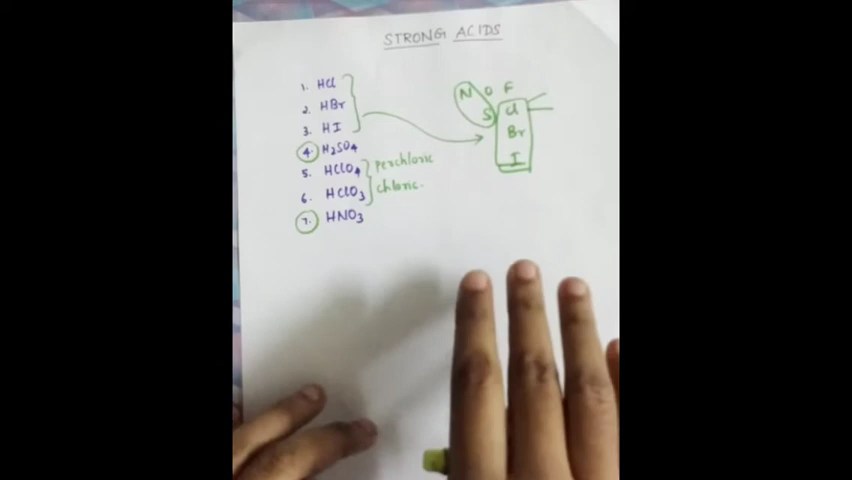 STRONG ACIDS
1. HCl
2. HBr
3. HI
4. H₂SO₄
5. HClO₄ perchloric
6. HClO₃ chloric.
7. HNO₃
N O F
S Cl
Br
I